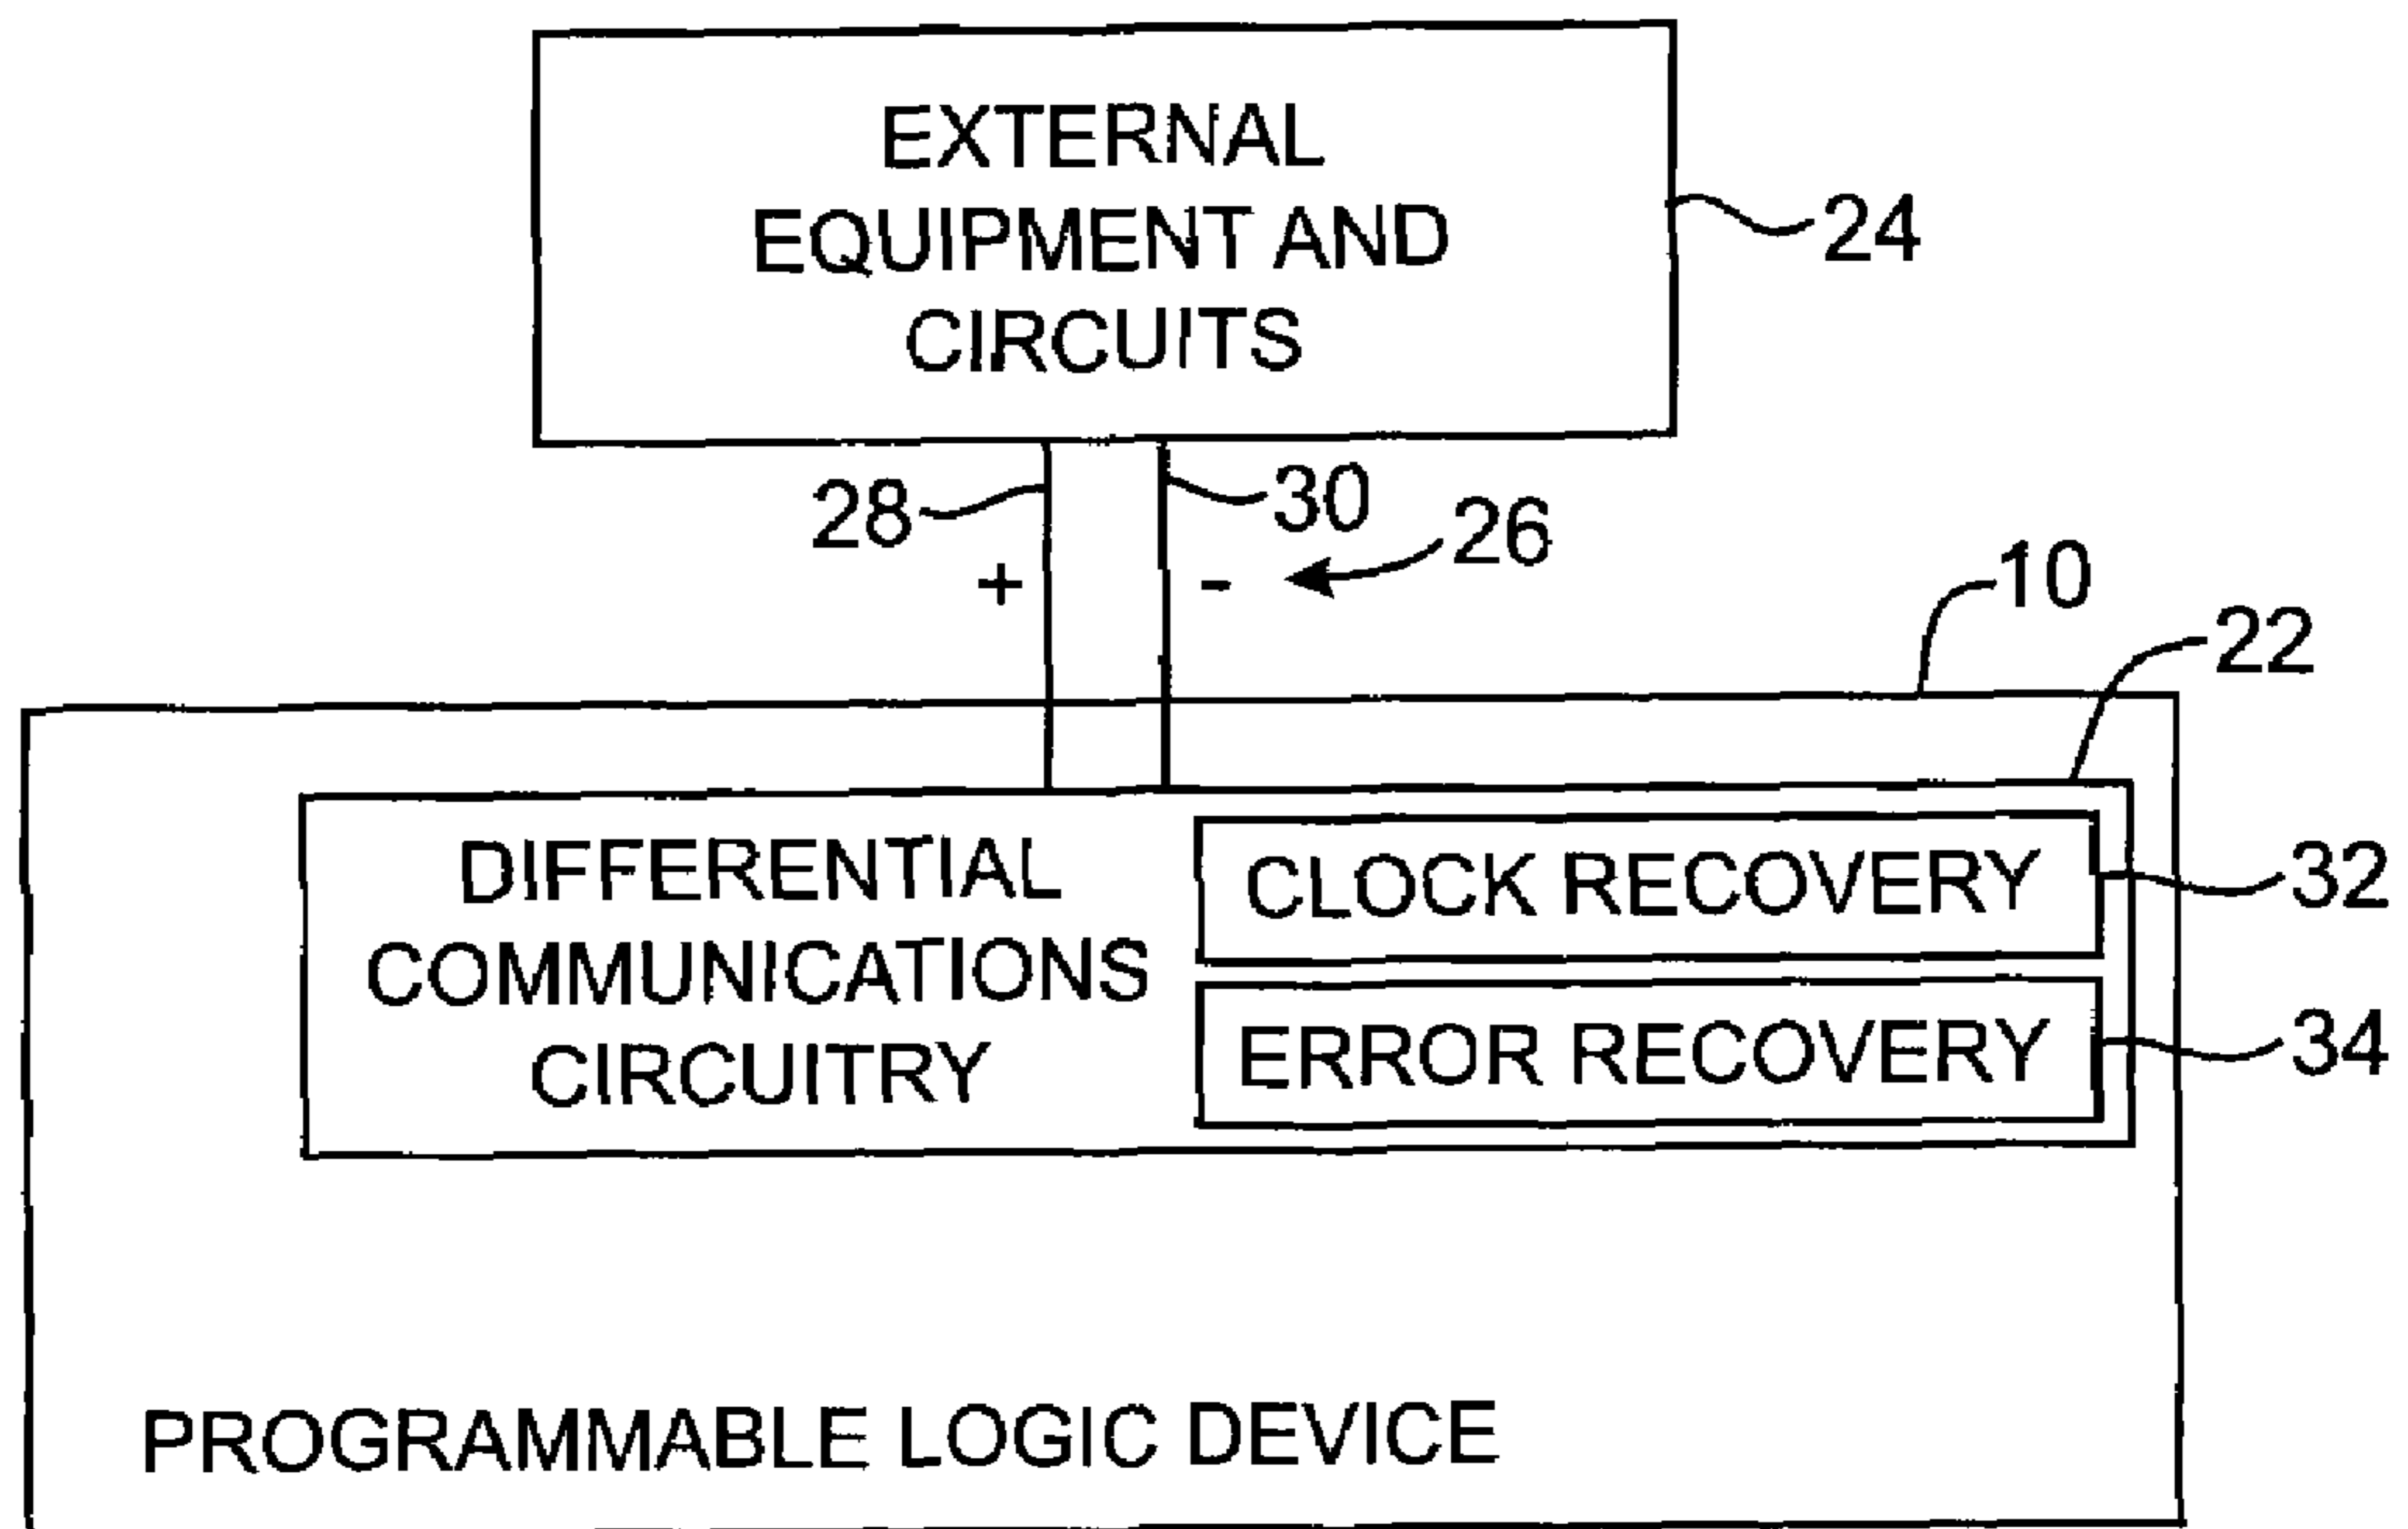 EXTERNAL
EQUIPMENT AND
CIRCUITS
24
28
30
26
+
-
10
22
DIFFERENTIAL
COMMUNICATIONS
CIRCUITRY
CLOCK RECOVERY
32
ERROR RECOVERY
34
PROGRAMMABLE LOGIC DEVICE